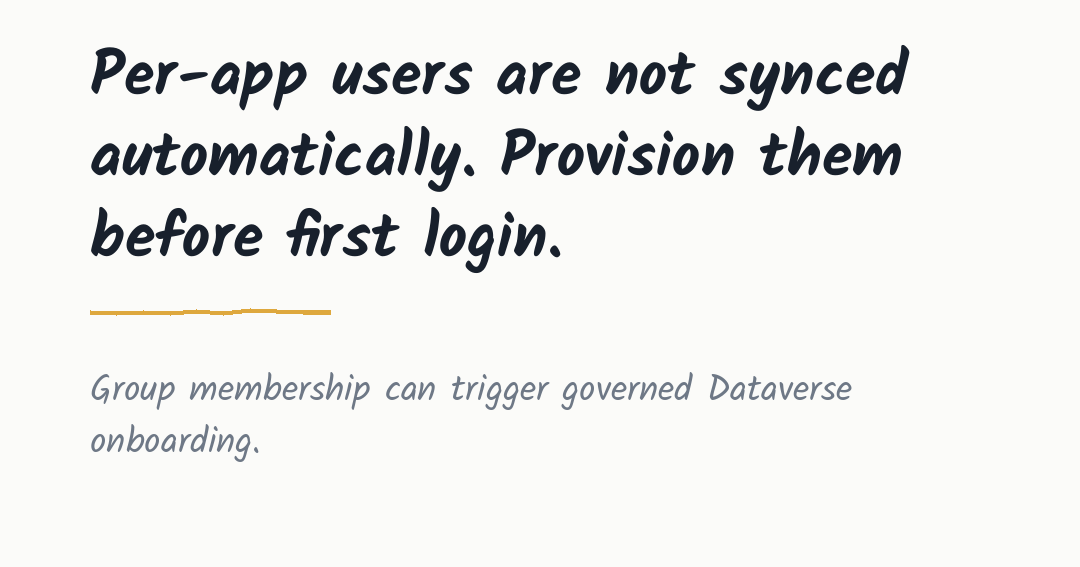 Per-app users are not synced
automatically. Provision them
before first login.
Group membership can trigger governed Dataverse
onboarding.